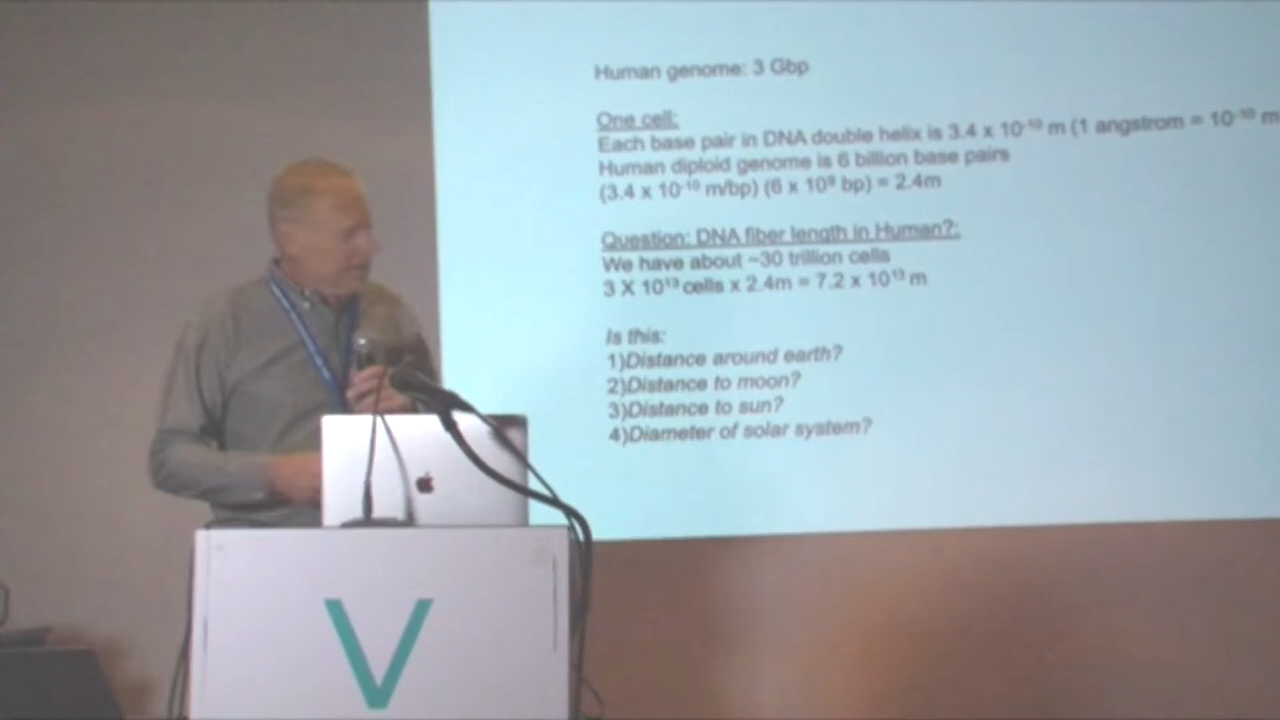 Human genome: 3 Gbp
One cell:
Each base pair in DNA double helix is 3.4 x 10⁻¹⁰ m (1 angstrom = 10⁻¹⁰ m
Human diploid genome is 6 billion base pairs
(3.4 x 10⁻¹⁰ m/bp) (6 x 10⁹ bp) = 2.4m
Question: DNA fiber length in Human?:
We have about ~30 trillion cells
3 X 10¹³ cells x 2.4m = 7.2 x 10¹³ m
Is this:
1)Distance around earth?
2)Distance to moon?
3)Distance to sun?
4)Diameter of solar system?
V